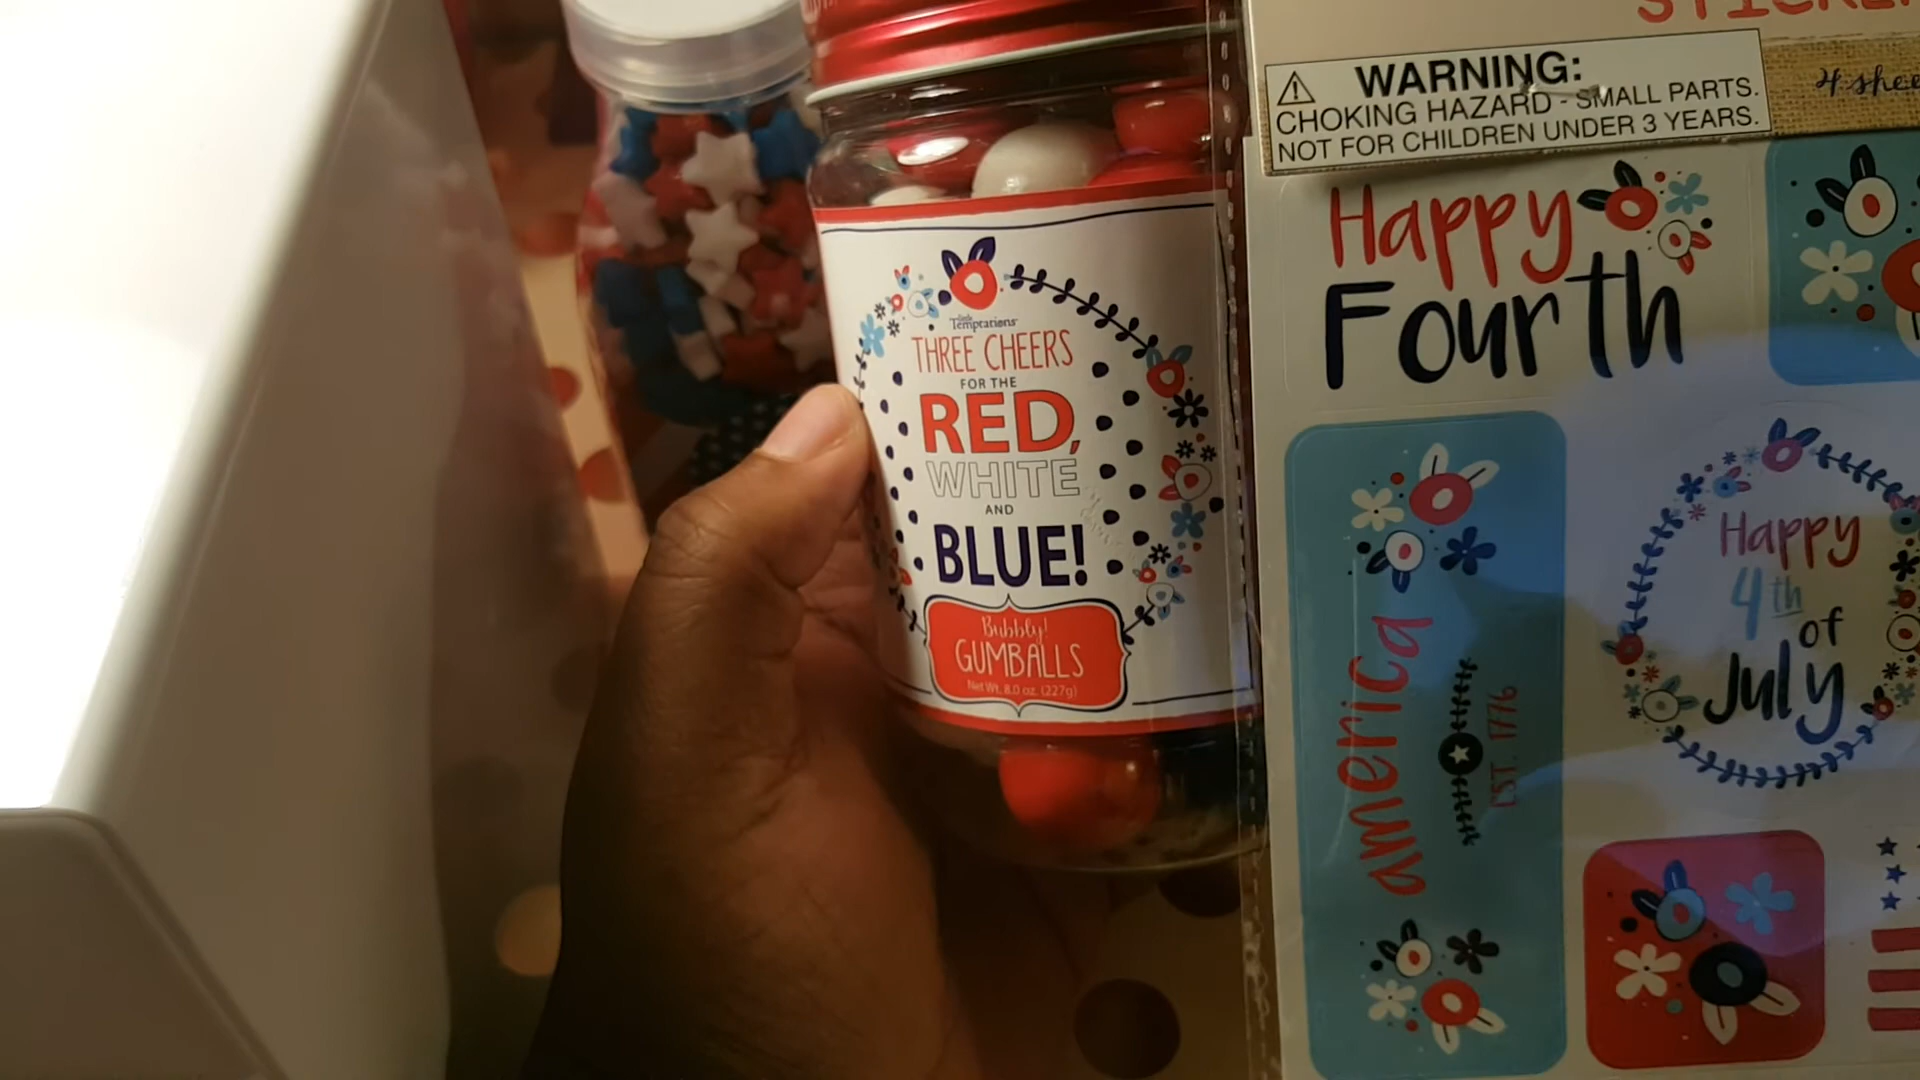 little
Temptations
THREE CHEERS
FOR THE
RED,
WHITE
AND
BLUE!
Bubbly!
GUMBALLS
Net Wt. 8.0 oz. (227g)
WARNING:
CHOKING HAZARD - SMALL PARTS.
NOT FOR CHILDREN UNDER 3 YEARS.
Happy
Fourth
america
EST. 1776
Happy
4th
of
July